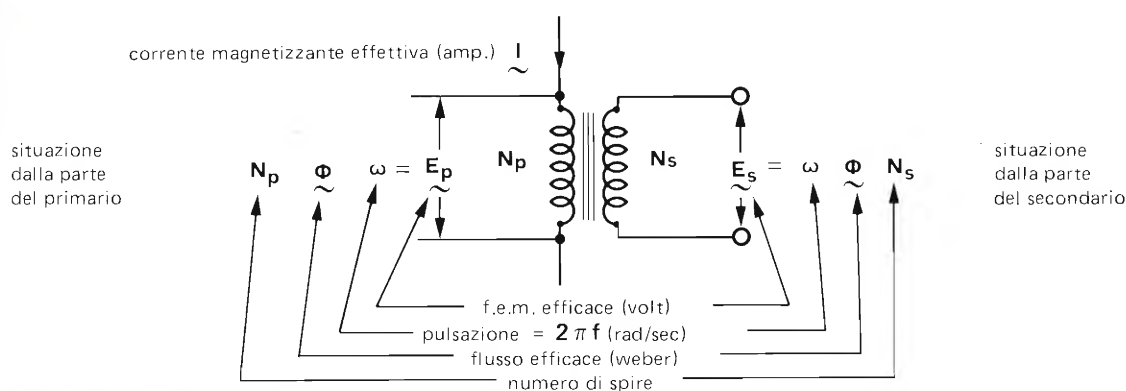 corrente magnetizzante effettiva (amp.) I
situazione
dalla parte
del primario
Np Φ ω = Ep
Np
Ns
Es = ω Φ Ns
situazione
dalla parte
del secondario
f.e.m. efficace (volt)
pulsazione = 2 π f (rad/sec)
flusso efficace (weber)
numero di spire